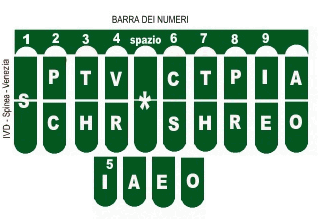 BARRA DEI NUMERI
1 2 3 4 spazio 6 7 8 9
P T V C T P I A
S *
C H R S H R E O
5
I A E O
IVD - Spinea - Venezia